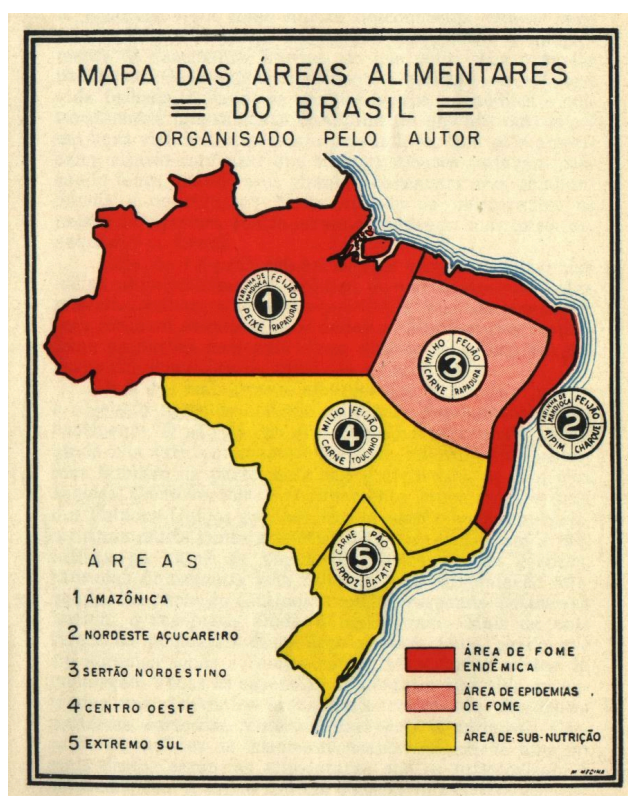 MAPA DAS ÁREAS ALIMENTARES
DO BRASIL
ORGANISADO PELO AUTOR
FARINHA DE MANDIOCA
FEIJÃO
1
PEIXE
RAPADURA
MILHO
FEIJÃO
3
CARNE
RAPADURA
FARINHA DE MANDIOCA
FEIJÃO
2
AIPIM
CHARQUE
MILHO
FEIJÃO
4
CARNE
TOUCINHO
CARNE
PÃO
5
ARROZ
BATATA
ÁREAS
1 AMAZÔNICA
2 NORDESTE AÇUCAREIRO
3 SERTÃO NORDESTINO
4 CENTRO OESTE
5 EXTREMO SUL
ÁREA DE FOME
ENDÊMICA
ÁREA DE EPIDEMIAS
DE FOME
ÁREA DE SUB-NUTRIÇÃO